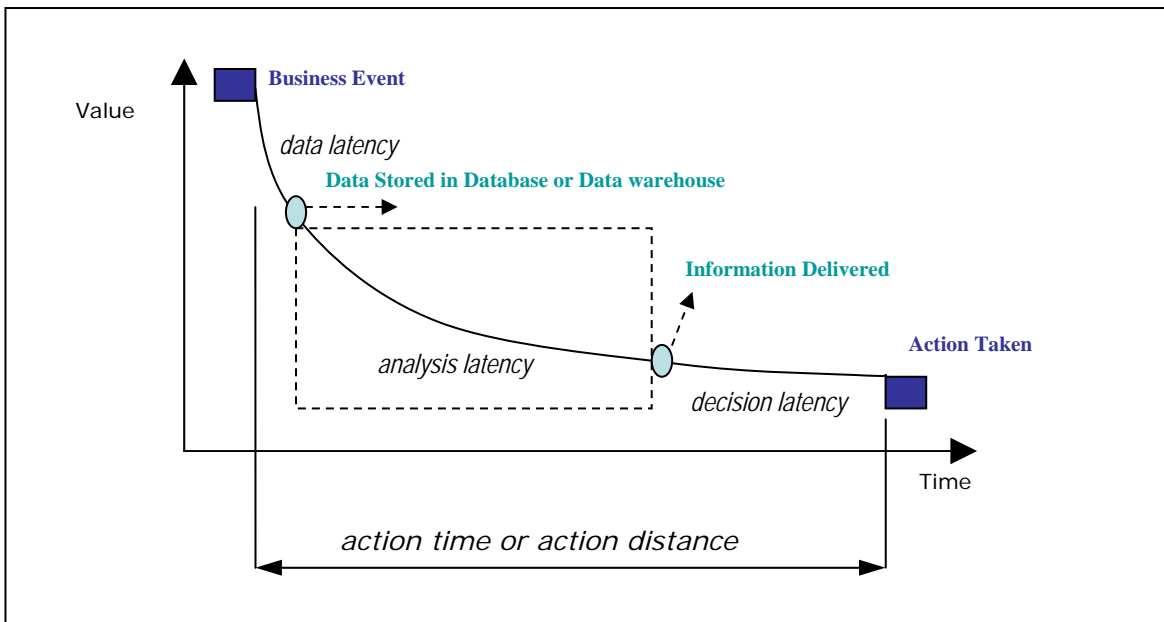 Business Event
Value
data latency
Data Stored in Database or Data warehouse
Information Delivered
Action Taken
analysis latency
decision latency
Time
action time or action distance